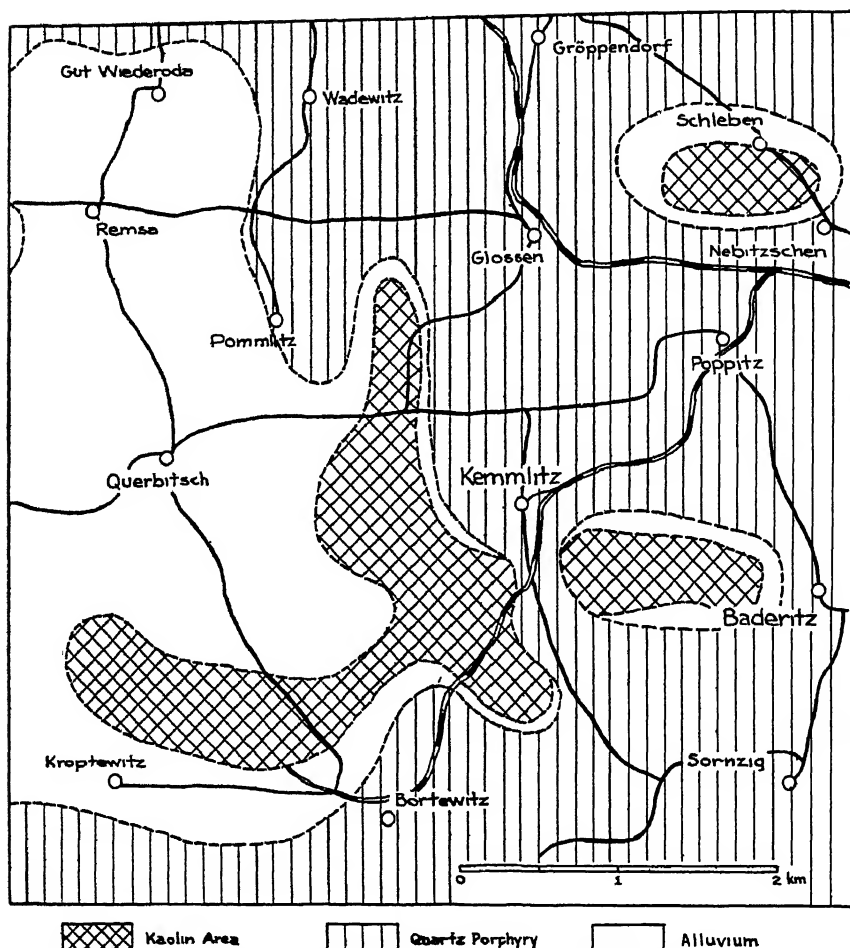 Gröppendorf
Gut Wiederoda
Wadewitz
Schleben
Remsa
Glossen
Nebitzschen
Pommlitz
Poppitz
Querbitsch
Kemmlitz
Baderitz
Kroptewitz
Sornzig
Bortewitz
0 1 2 km
Kaolin Area Quartz Porphyry Alluvium